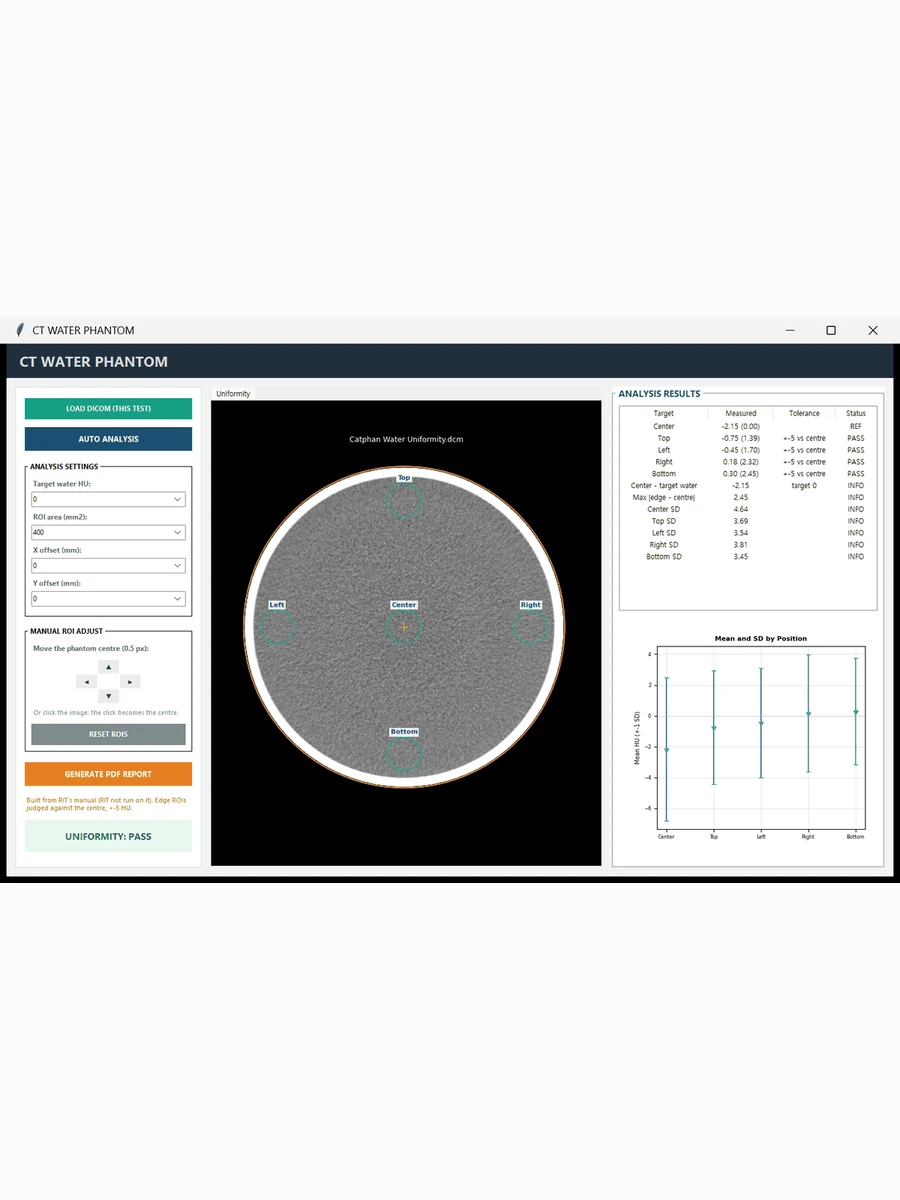 CT WATER PHANTOM
CT WATER PHANTOM
LOAD DICOM (THIS TEST)
AUTO ANALYSIS
ANALYSIS SETTINGS
Target water HU:
0
ROI area (mm2):
400
X offset (mm):
0
Y offset (mm):
0
MANUAL ROI ADJUST
Move the phantom centre (0.5 px):
▲
◄ ►
▼
Or click the image: the click becomes the centre.
RESET ROIS
GENERATE PDF REPORT
Built from RIT's manual (RIT not run on it). Edge ROIs
judged against the centre, +-5 HU.
UNIFORMITY: PASS
Uniformity
Catphan Water Uniformity.dcm
Top
Left Center Right
Bottom
ANALYSIS RESULTS
Target Measured Tolerance Status
Center -2.15 (0.00) REF
Top -0.75 (1.39) +-5 vs centre PASS
Left -0.45 (1.70) +-5 vs centre PASS
Right 0.18 (2.32) +-5 vs centre PASS
Bottom 0.30 (2.45) +-5 vs centre PASS
Center - target water -2.15 target 0 INFO
Max |edge - centre| 2.45 INFO
Center SD 4.64 INFO
Top SD 3.69 INFO
Left SD 3.54 INFO
Right SD 3.81 INFO
Bottom SD 3.45 INFO
Mean and SD by Position
Mean HU (+-1 SD)
4
2
0
−2
−4
−6
Center Top Left Right Bottom